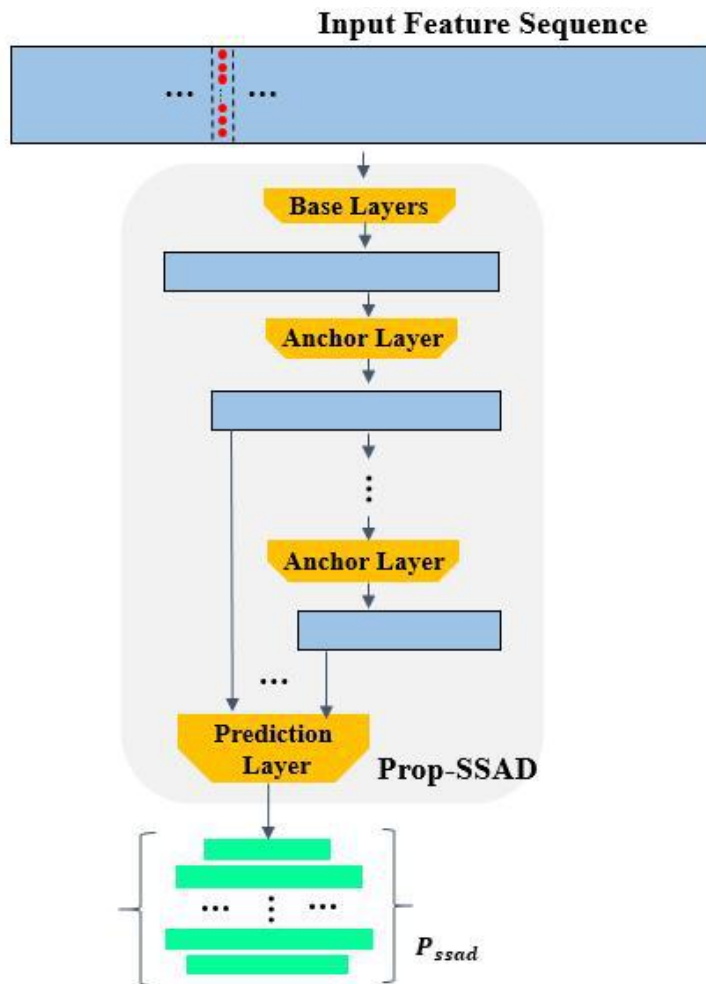 Input Feature Sequence
... ...
Base Layers
Anchor Layer
Anchor Layer
...
Prediction
Layer
Prop-SSAD
... ...
P_ssad